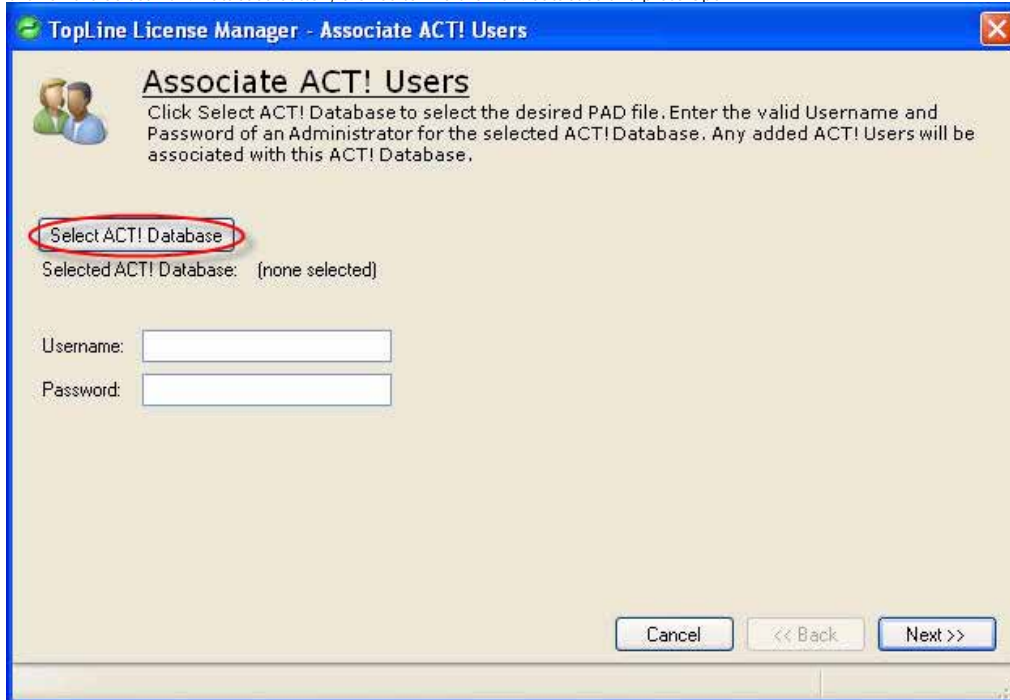 TopLine License Manager - Associate ACT! Users
Associate ACT! Users
Click Select ACT! Database to select the desired PAD file. Enter the valid Username and
Password of an Administrator for the selected ACT! Database. Any added ACT! Users will be
associated with this ACT! Database.
Select ACT! Database
Selected ACT! Database: (none selected)
Username:
Password:
Cancel
<< Back
Next >>